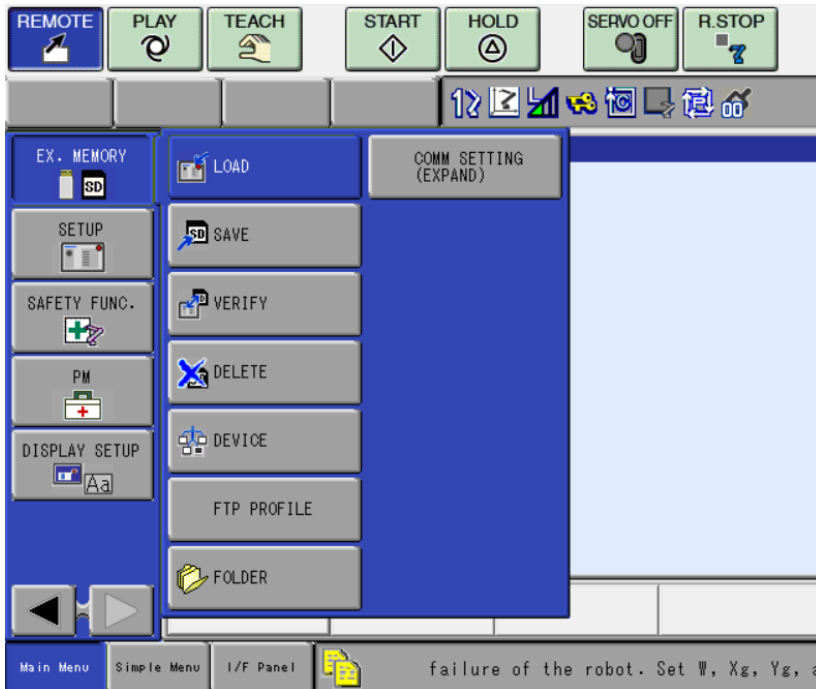 REMOTE
PLAY
TEACH
START
HOLD
SERVO OFF
R.STOP
EX. MEMORY
SD
SETUP
SAFETY FUNC.
PM
DISPLAY SETUP
Aa
LOAD
SAVE
VERIFY
DELETE
DEVICE
FTP PROFILE
FOLDER
COMM SETTING
(EXPAND)
Main Menu
Simple Menu
I/F Panel
failure of the robot. Set W, Xg, Yg, a